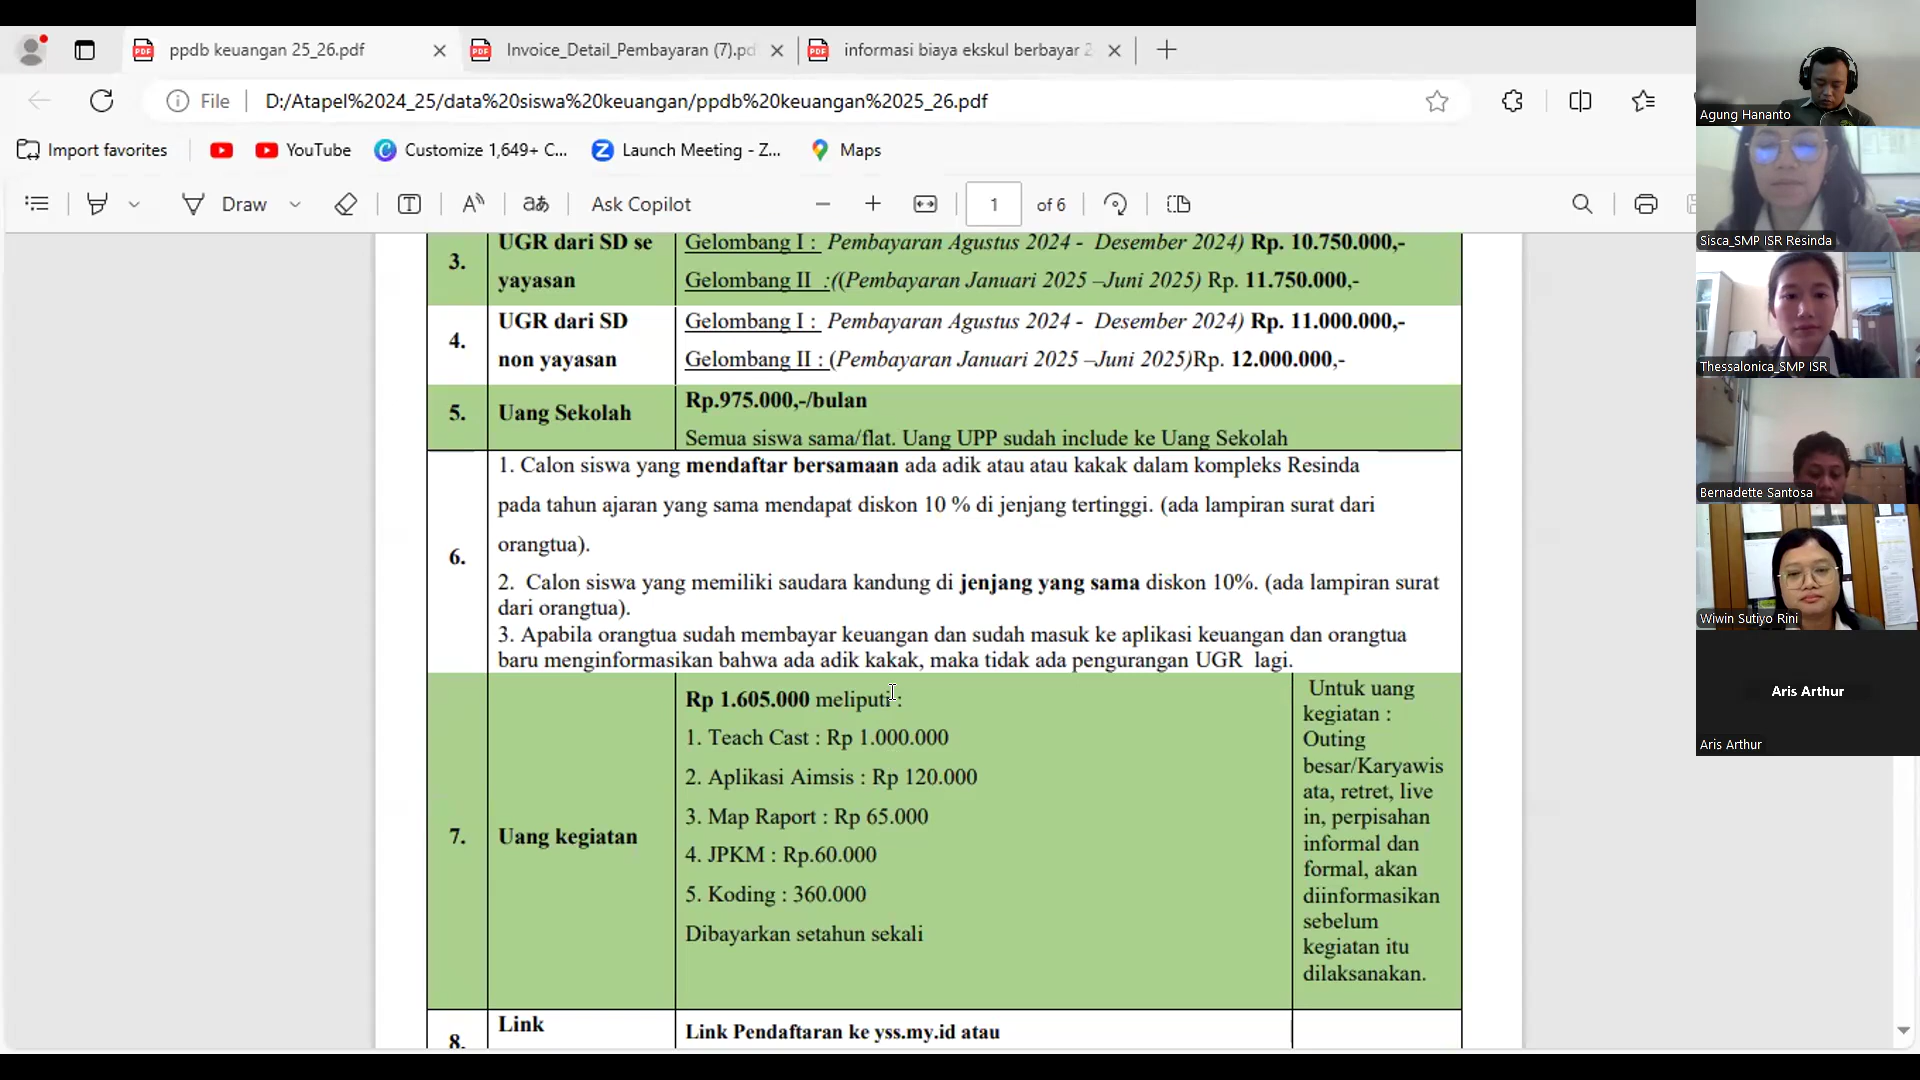 ppdb keuangan 25_26.pdf
Invoice_Detail_Pembayaran (7).pd
informasi biaya ekskul berbayar 2
File
D:/Atapel%2024_25/data%20siswa%20keuangan/ppdb%20keuangan%2025_26.pdf
Import favorites
YouTube
Customize 1,649+ C...
Launch Meeting - Z...
Maps
Draw
Ask Copilot
1
of 6
3.
UGR dari SD se
yayasan
Gelombang I : Pembayaran Agustus 2024 - Desember 2024) Rp. 10.750.000,-
Gelombang II :((Pembayaran Januari 2025 –Juni 2025) Rp. 11.750.000,-
4.
UGR dari SD
non yayasan
Gelombang I : Pembayaran Agustus 2024 - Desember 2024) Rp. 11.000.000,-
Gelombang II : (Pembayaran Januari 2025 –Juni 2025)Rp. 12.000.000,-
5.
Uang Sekolah
Rp.975.000,-/bulan
Semua siswa sama/flat. Uang UPP sudah include ke Uang Sekolah
6.
1. Calon siswa yang mendaftar bersamaan ada adik atau atau kakak dalam kompleks Resinda
pada tahun ajaran yang sama mendapat diskon 10 % di jenjang tertinggi. (ada lampiran surat dari
orangtua).
2. Calon siswa yang memiliki saudara kandung di jenjang yang sama diskon 10%. (ada lampiran surat
dari orangtua).
3. Apabila orangtua sudah membayar keuangan dan sudah masuk ke aplikasi keuangan dan orangtua
baru menginformasikan bahwa ada adik kakak, maka tidak ada pengurangan UGR lagi.
7.
Uang kegiatan
Rp 1.605.000 meliputi :
1. Teach Cast : Rp 1.000.000
2. Aplikasi Aimsis : Rp 120.000
3. Map Raport : Rp 65.000
4. JPKM : Rp.60.000
5. Koding : 360.000
Dibayarkan setahun sekali
Untuk uang
kegiatan :
Outing
besar/Karyawis
ata, retret, live
in, perpisahan
informal dan
formal, akan
diinformasikan
sebelum
kegiatan itu
dilaksanakan.
8.
Link
Link Pendaftaran ke yss.my.id atau
Agung Hananto
Sisca_SMP ISR Resinda
Thessalonica_SMP ISR
Bernadette Santosa
Wiwin Sutiyo Rini
Aris Arthur
Aris Arthur